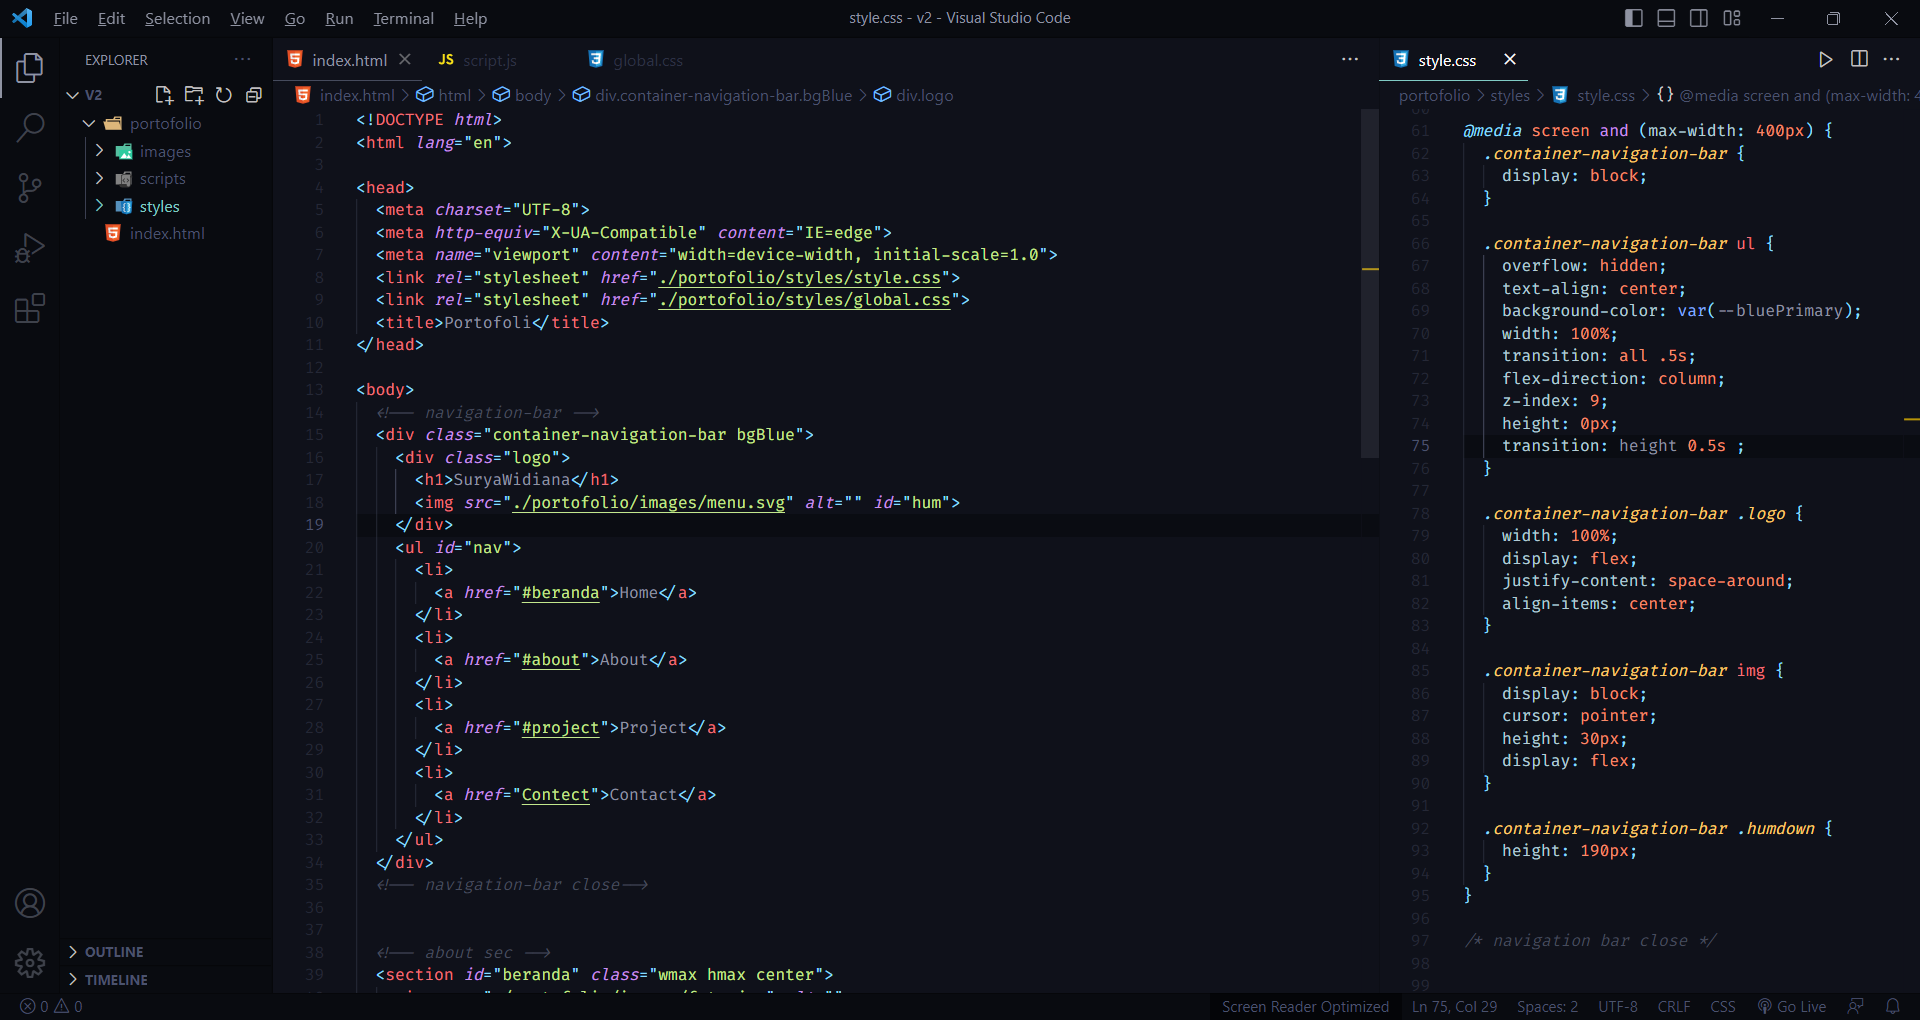 File Edit Selection View Go Run Terminal Help
style.css - v2 - Visual Studio Code
EXPLORER
V2
portofolio
images
scripts
styles
index.html
OUTLINE
TIMELINE
index.html
JS script.js
global.css
index.html > html > body > div.container-navigation-bar.bgBlue > div.logo
1 <!DOCTYPE html>
2 <html lang="en">
3
4 <head>
5 <meta charset="UTF-8">
6 <meta http-equiv="X-UA-Compatible" content="IE=edge">
7 <meta name="viewport" content="width=device-width, initial-scale=1.0">
8 <link rel="stylesheet" href="./portofolio/styles/style.css">
9 <link rel="stylesheet" href="./portofolio/styles/global.css">
10 <title>Portofoli</title>
11 </head>
12
13 <body>
14 <!-- navigation-bar -->
15 <div class="container-navigation-bar bgBlue">
16 <div class="logo">
17 <h1>SuryaWidiana</h1>
18 <img src="./portofolio/images/menu.svg" alt="" id="hum">
19 </div>
20 <ul id="nav">
21 <li>
22 <a href="#beranda">Home</a>
23 </li>
24 <li>
25 <a href="#about">About</a>
26 </li>
27 <li>
28 <a href="#project">Project</a>
29 </li>
30 <li>
31 <a href="Contect">Contact</a>
32 </li>
33 </ul>
34 </div>
35 <!-- navigation-bar close-->
36
37
38 <!-- about sec -->
39 <section id="beranda" class="wmax hmax center">
style.css
portofolio > styles > style.css > {} @media screen and (max-width: 4
61 @media screen and (max-width: 400px) {
62 .container-navigation-bar {
63 display: block;
64 }
65
66 .container-navigation-bar ul {
67 overflow: hidden;
68 text-align: center;
69 background-color: var(--bluePrimary);
70 width: 100%;
71 transition: all .5s;
72 flex-direction: column;
73 z-index: 9;
74 height: 0px;
75 transition: height 0.5s ;
76 }
77
78 .container-navigation-bar .logo {
79 width: 100%;
80 display: flex;
81 justify-content: space-around;
82 align-items: center;
83 }
84
85 .container-navigation-bar img {
86 display: block;
87 cursor: pointer;
88 height: 30px;
89 display: flex;
90 }
91
92 .container-navigation-bar .humdown {
93 height: 190px;
94 }
95 }
96
97 /* navigation bar close */
98
99
0 0
Screen Reader Optimized Ln 75, Col 29 Spaces: 2 UTF-8 CRLF CSS Go Live